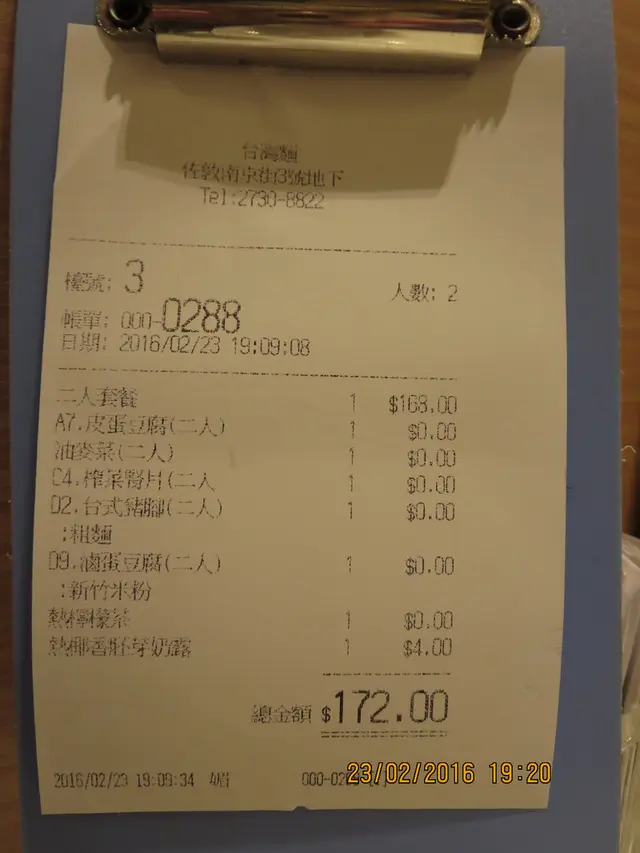 台灣麵
佐敦南京街3號地下
Tel:2730-8822
檯號: 3
人數: 2
帳單: 000-0288
日期: 2016/02/23 19:09:08
二人套餐 1 $168.00
A7.皮蛋豆腐(二人) 1 $0.00
油麥菜(二人) 1 $0.00
C4.榨菜腎片(二人 1 $0.00
D2.台式豬腳(二人) 1 $0.00
:粗麵
D9.滷蛋豆腐(二人) 1 $0.00
:新竹米粉
熱檸檬茶 1 $0.00
熱椰香胚芽奶露 1 $4.00
總金額 $172.00
2016/02/23 19:09:34
23/02/2016 19:20